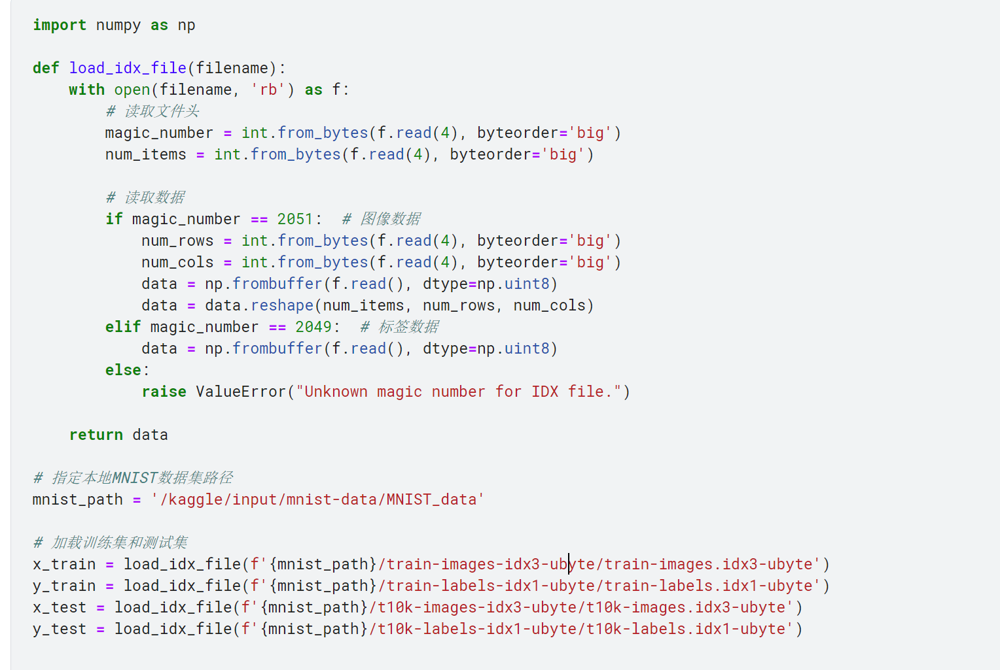 import numpy as np
def load_idx_file(filename):
with open(filename, 'rb') as f:
# 读取文件头
magic_number = int.from_bytes(f.read(4), byteorder='big')
num_items = int.from_bytes(f.read(4), byteorder='big')
# 读取数据
if magic_number == 2051:  # 图像数据
num_rows = int.from_bytes(f.read(4), byteorder='big')
num_cols = int.from_bytes(f.read(4), byteorder='big')
data = np.frombuffer(f.read(), dtype=np.uint8)
data = data.reshape(num_items, num_rows, num_cols)
elif magic_number == 2049:  # 标签数据
data = np.frombuffer(f.read(), dtype=np.uint8)
else:
raise ValueError("Unknown magic number for IDX file.")
return data
# 指定本地MNIST数据集路径
mnist_path = '/kaggle/input/mnist-data/MNIST_data'
# 加载训练集和测试集
x_train = load_idx_file(f'{mnist_path}/train-images-idx3-ubyte/train-images.idx3-ubyte')
y_train = load_idx_file(f'{mnist_path}/train-labels-idx1-ubyte/train-labels.idx1-ubyte')
x_test = load_idx_file(f'{mnist_path}/t10k-images-idx3-ubyte/t10k-images.idx3-ubyte')
y_test = load_idx_file(f'{mnist_path}/t10k-labels-idx1-ubyte/t10k-labels.idx1-ubyte')